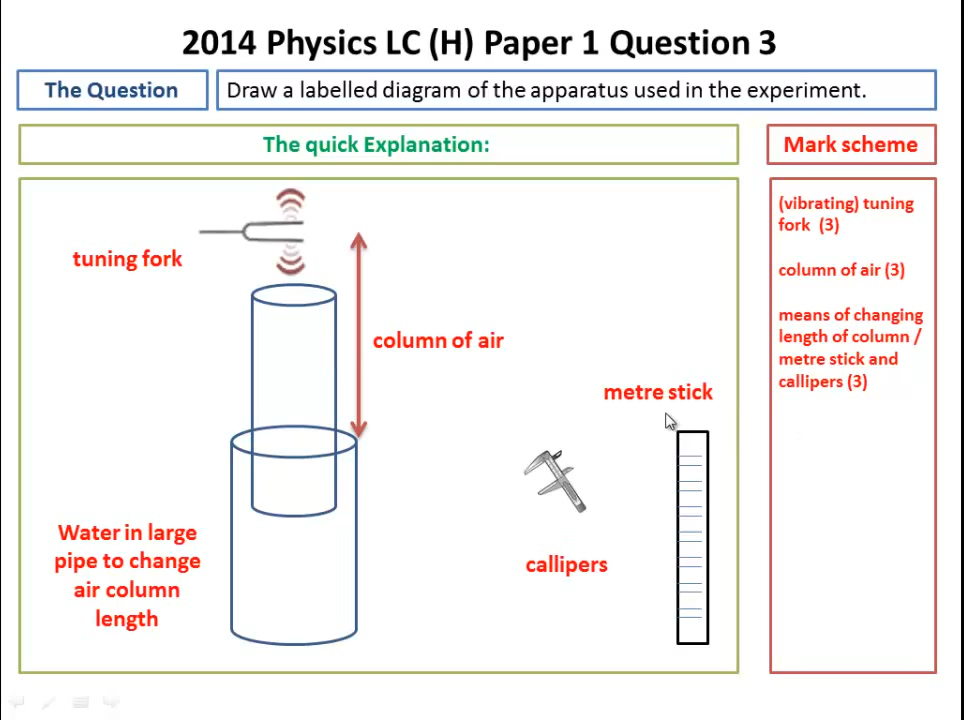 2014 Physics LC (H) Paper 1 Question 3
The Question
Draw a labelled diagram of the apparatus used in the experiment.
The quick Explanation:
Mark scheme
tuning fork
column of air
metre stick
callipers
Water in large
pipe to change
air column
length
(vibrating) tuning
fork (3)
column of air (3)
means of changing
length of column /
metre stick and
callipers (3)